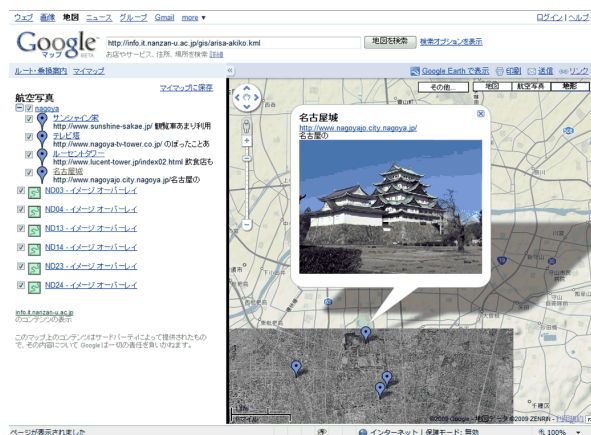 ウェブ 画像 地図 ニュース グループ Gmail more ▼
ログイン | ヘルプ
Google マップ BETA
http://info.it.nanzan-u.ac.jp/gis/arisa-akiko.kml
地図を検索
検索オプションを表示
お店やサービス、住所、場所を検索 詳細
ルート・乗換案内 マイマップ
«
Google Earth で表示 印刷 送信 リンク
マイマップに保存
航空写真
nagoya
サンシャイン栄
http://www.sunshine-sakae.jp/ 観覧車あまり利用
テレビ塔
http://www.nagoya-tv-tower.co.jp/ のぼったことあ
ルーセントタワー
http://www.lucent-tower.jp/index02.html 飲食店も
名古屋城
http://www.nagoyajo.city.nagoya.jp/名古屋の
ND03 - イメージ オーバーレイ
ND04 - イメージ オーバーレイ
ND13 - イメージ オーバーレイ
ND14 - イメージ オーバーレイ
ND23 - イメージ オーバーレイ
ND24 - イメージ オーバーレイ
info.it.nanzan-u.ac.jp
のコンテンツの表示
このマップ上のコンテンツはサードパーティによって提供されたもの
で、その内容について Google は一切の責任を負いかねます。
その他...
地図 航空写真 地形
名古屋城
http://www.nagoyajo.city.nagoya.jp/
名古屋の
千種区
©2009 Google - 地図データ ©2009 ZENRIN - 利用規約
ページが表示されました
インターネット | 保護モード: 無効
100%